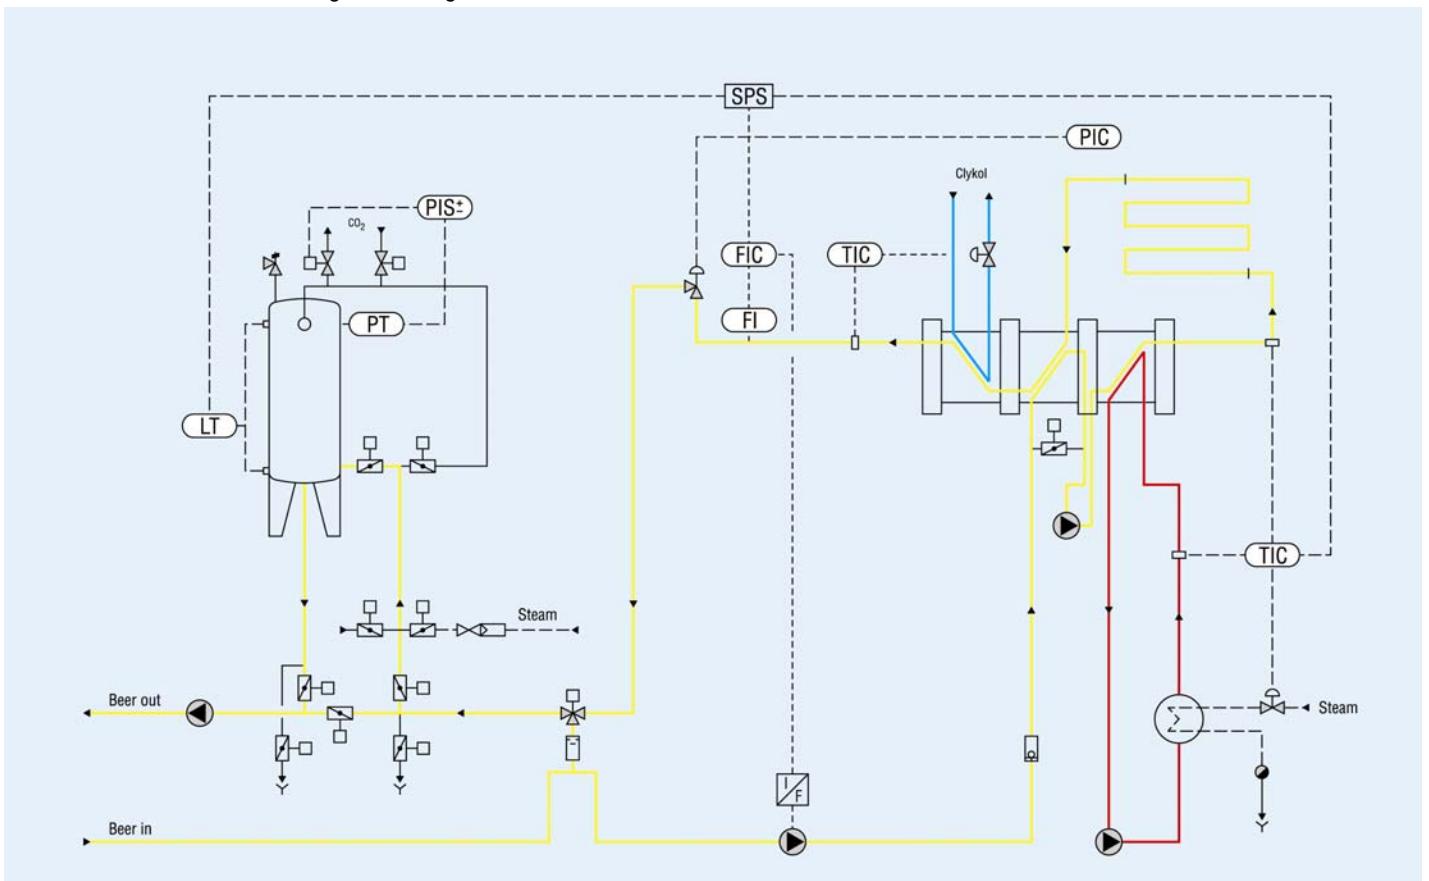 SPS
PIC
Clykol
PIS±
CO2
FIC
TIC
PT
FI
LT
TIC
Steam
Beer out
Steam
I/F
Beer in